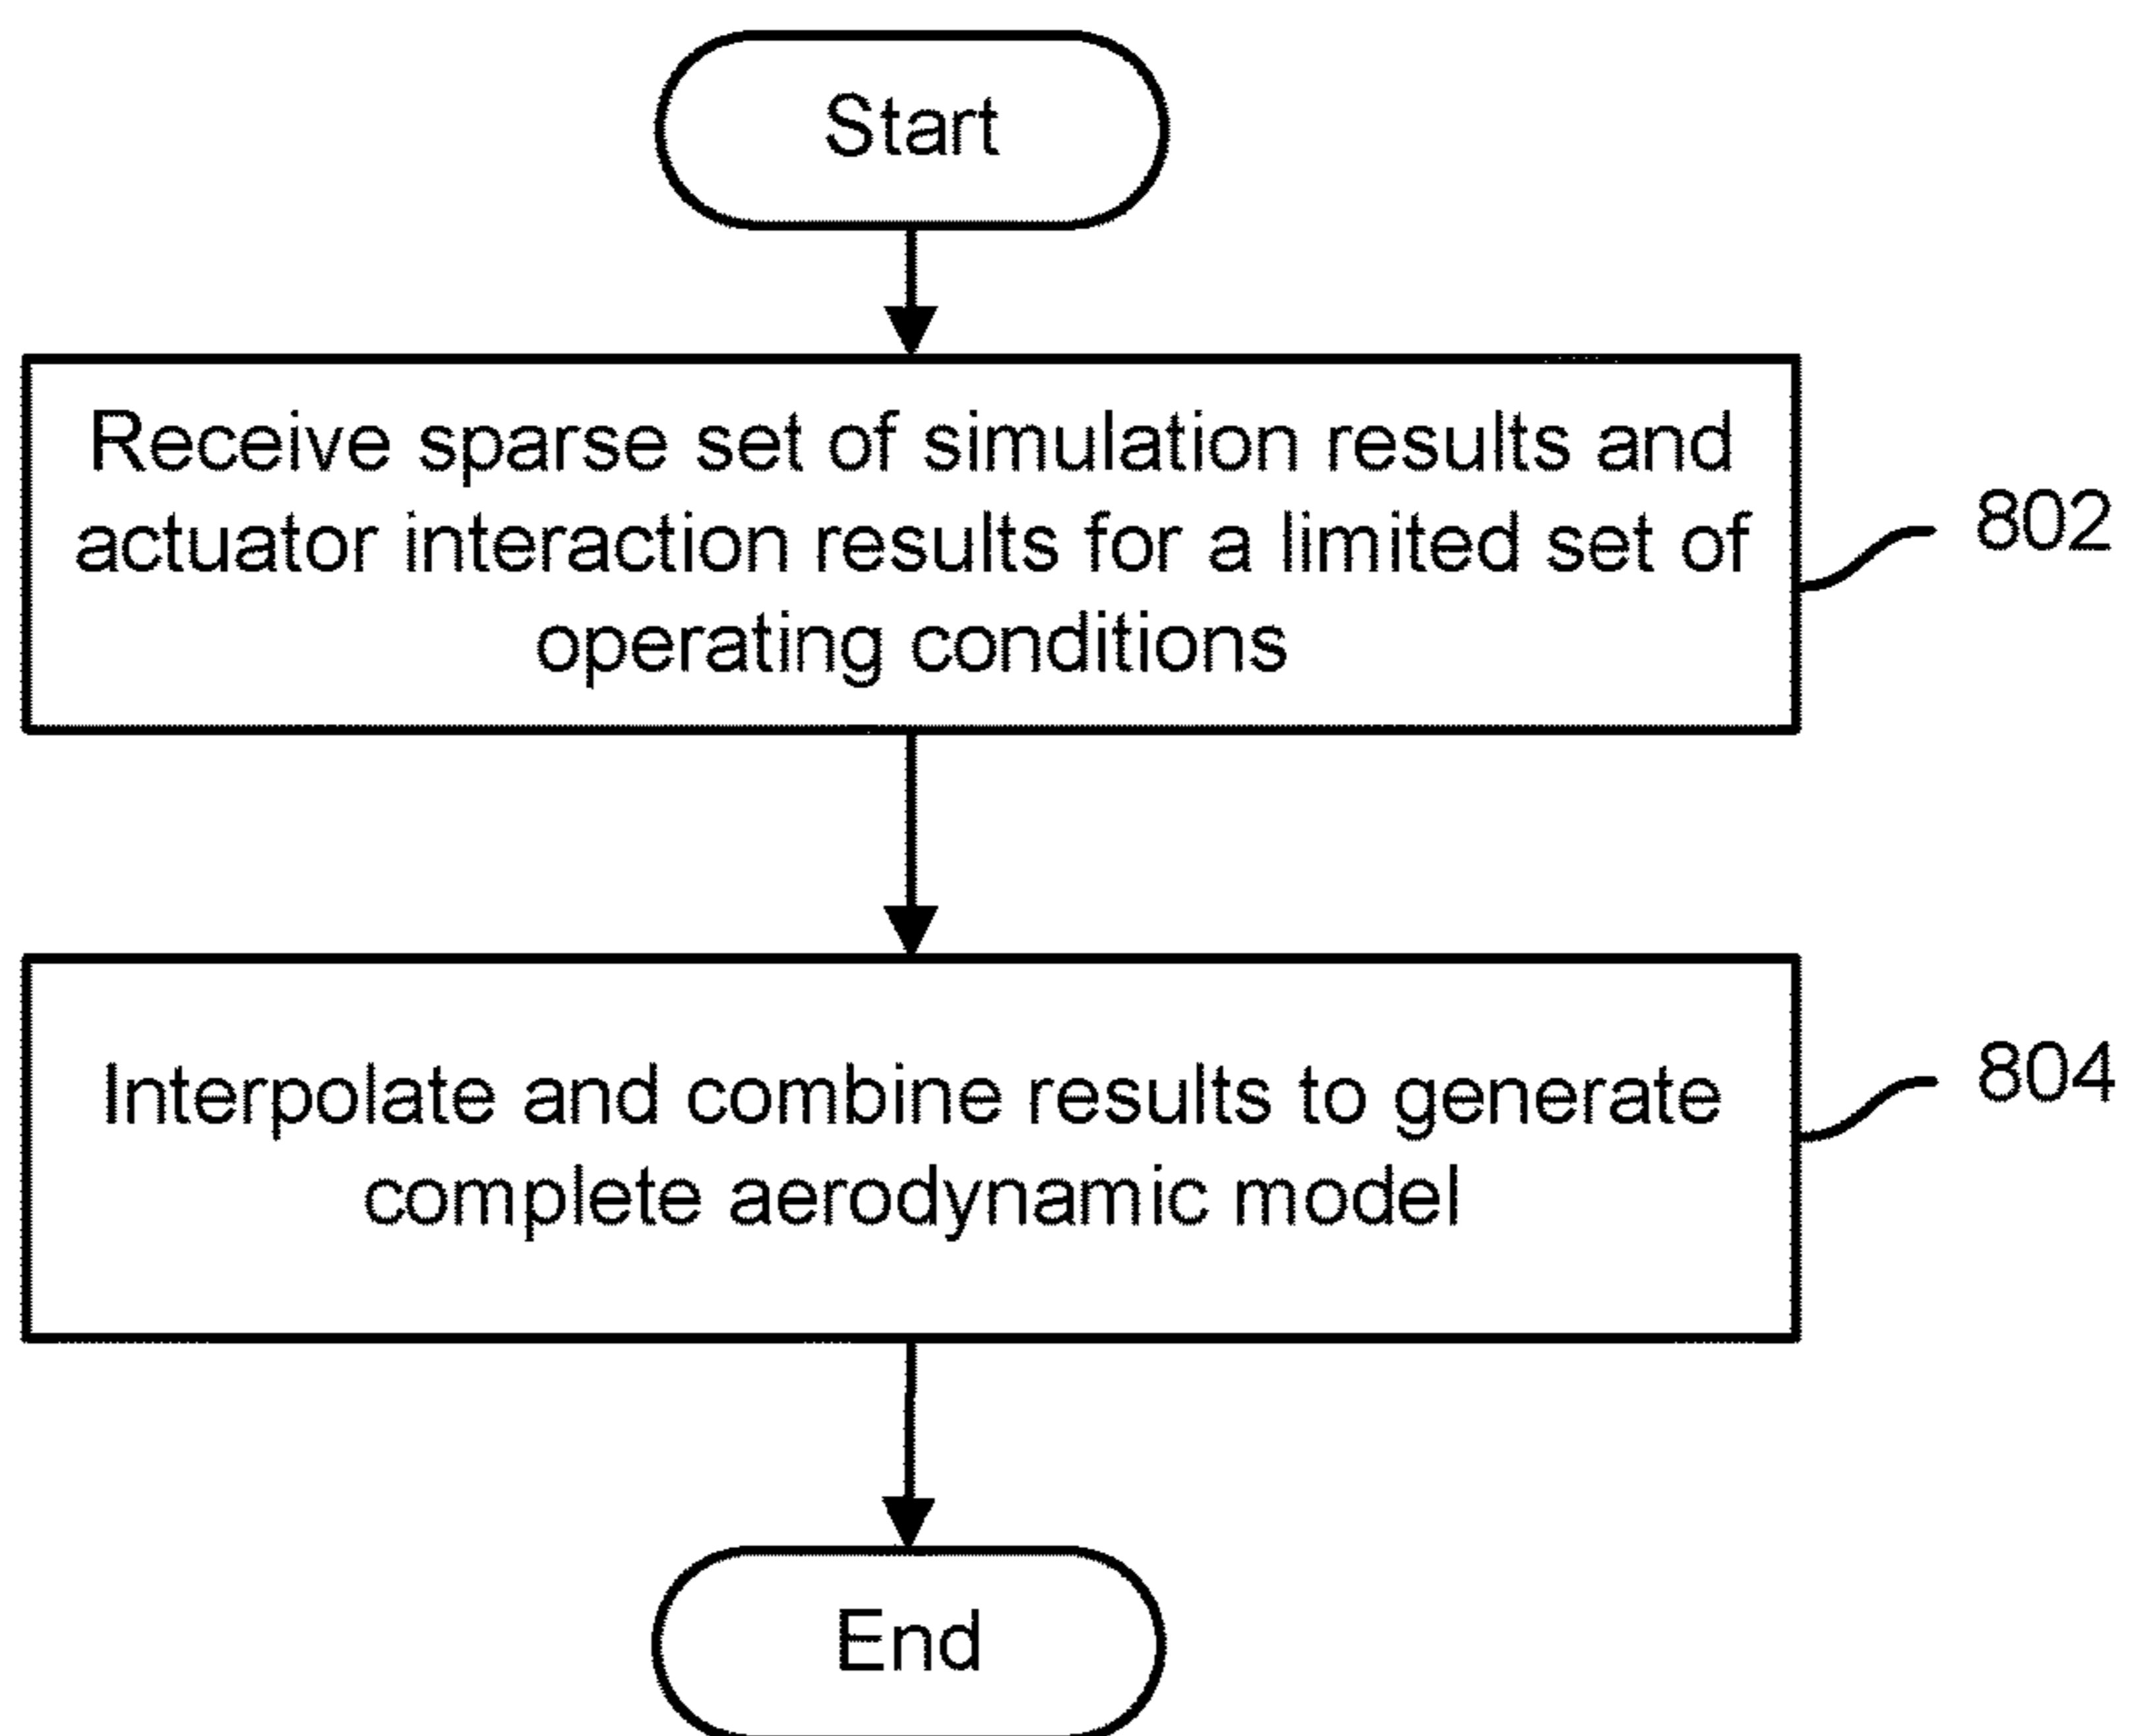 Start
Receive sparse set of simulation results and
actuator interaction results for a limited set of
operating conditions
802
Interpolate and combine results to generate
complete aerodynamic model
804
End